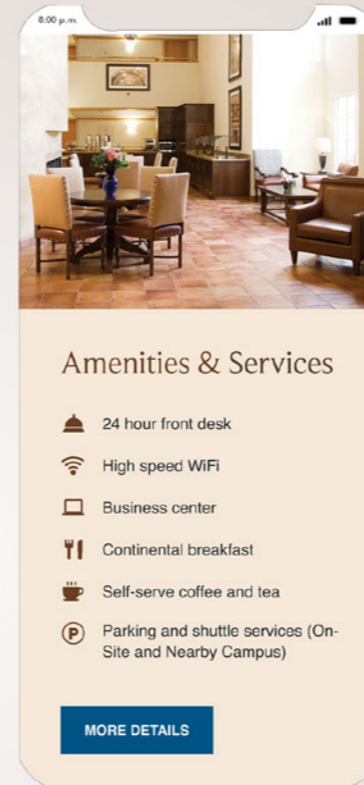 8:00 p.m.
Amenities & Services
24 hour front desk
High speed WiFi
Business center
Continental breakfast
Self-serve coffee and tea
P
Parking and shuttle services (On-
Site and Nearby Campus)
MORE DETAILS